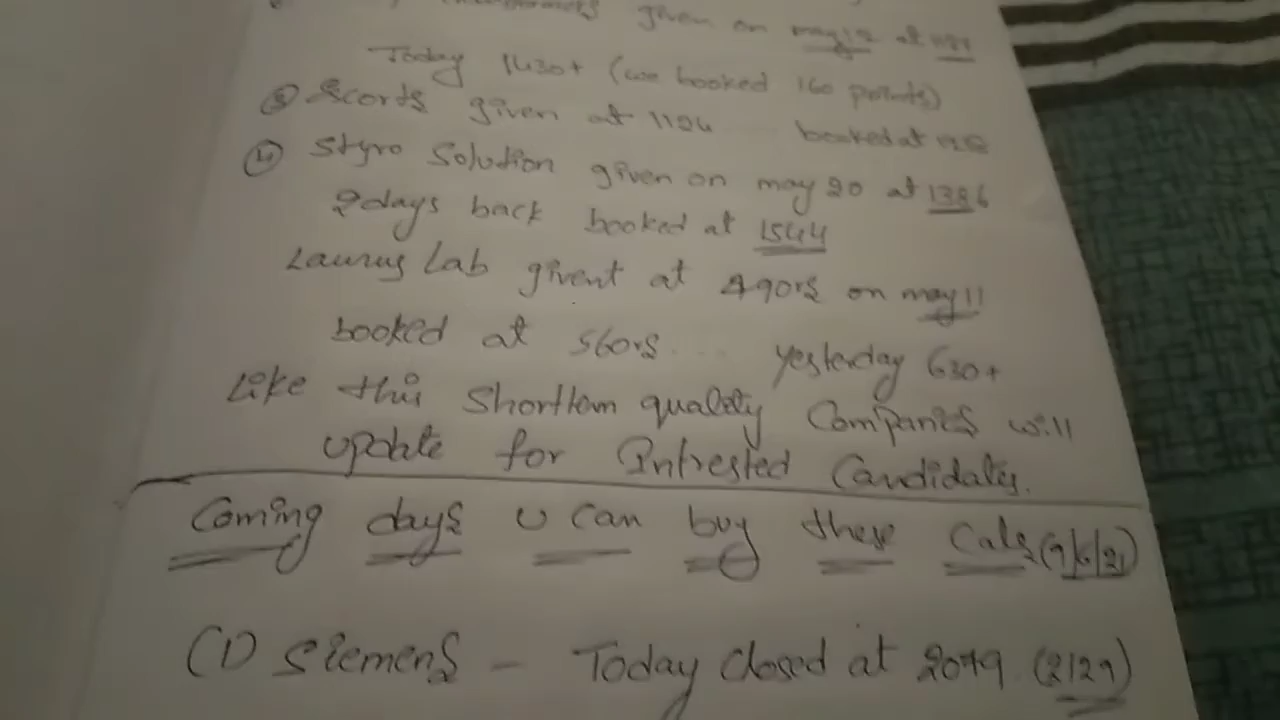 given on may 12 at
Today 1430+ (we booked 160 points)
③ Scorts given at 1124 booked at
④ Styro Solution given on may 20 at 1386
2days back booked at 1544
Laurus Lab givent at 490rs on may 11
booked at 560rs... yesterday 630+
Like this Shortterm quality Companies will
update for Intrested Candidates.
Coming days u can buy these Cals (9/6/21)
(1) Siemens - Today closed at 2079 (2129)